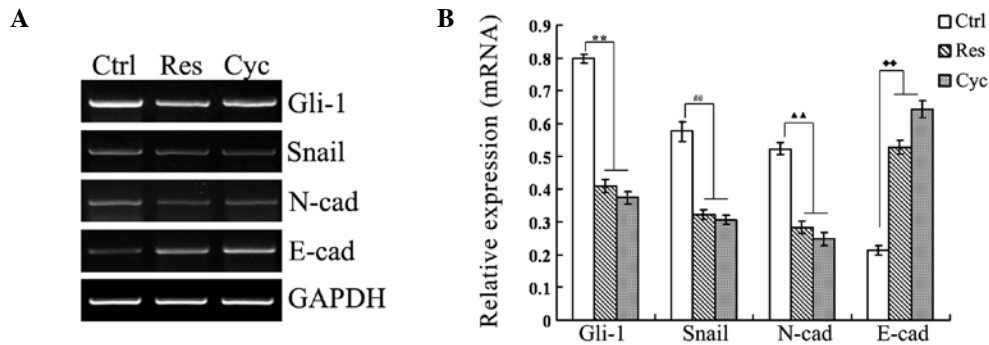 A
Ctrl Res Cyc
Gli-1
Snail
N-cad
E-cad
GAPDH
B
Relative expression (mRNA)
0.9
0.8
0.7
0.6
0.5
0.4
0.3
0.2
0.1
0
**
##
▲▲
◆◆
Gli-1 Snail N-cad E-cad
Ctrl
Res
Cyc